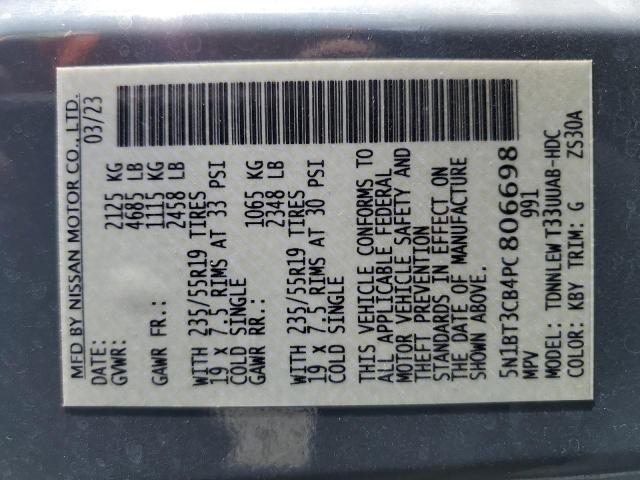 MFD BY NISSAN MOTOR CO., LTD.
DATE: 03/23
GVWR: 2125 KG
4685 LB
GAWR FR.: 1115 KG
2458 LB
WITH 235/55R19 TIRES
19 x 7.5 RIMS AT 33 PSI
COLD SINGLE
GAWR RR.: 1065 KG
2348 LB
WITH 235/55R19 TIRES
19 x 7.5 RIMS AT 30 PSI
COLD SINGLE
THIS VEHICLE CONFORMS TO
ALL APPLICABLE FEDERAL
MOTOR VEHICLE SAFETY AND
THEFT PREVENTION
STANDARDS IN EFFECT ON
THE DATE OF MANUFACTURE
SHOWN ABOVE.
5N1BT3CB4PC806698
MPV 991
MODEL: TDNNLEW T33UUAB-HDC
COLOR: KBY TRIM: G ZS30A